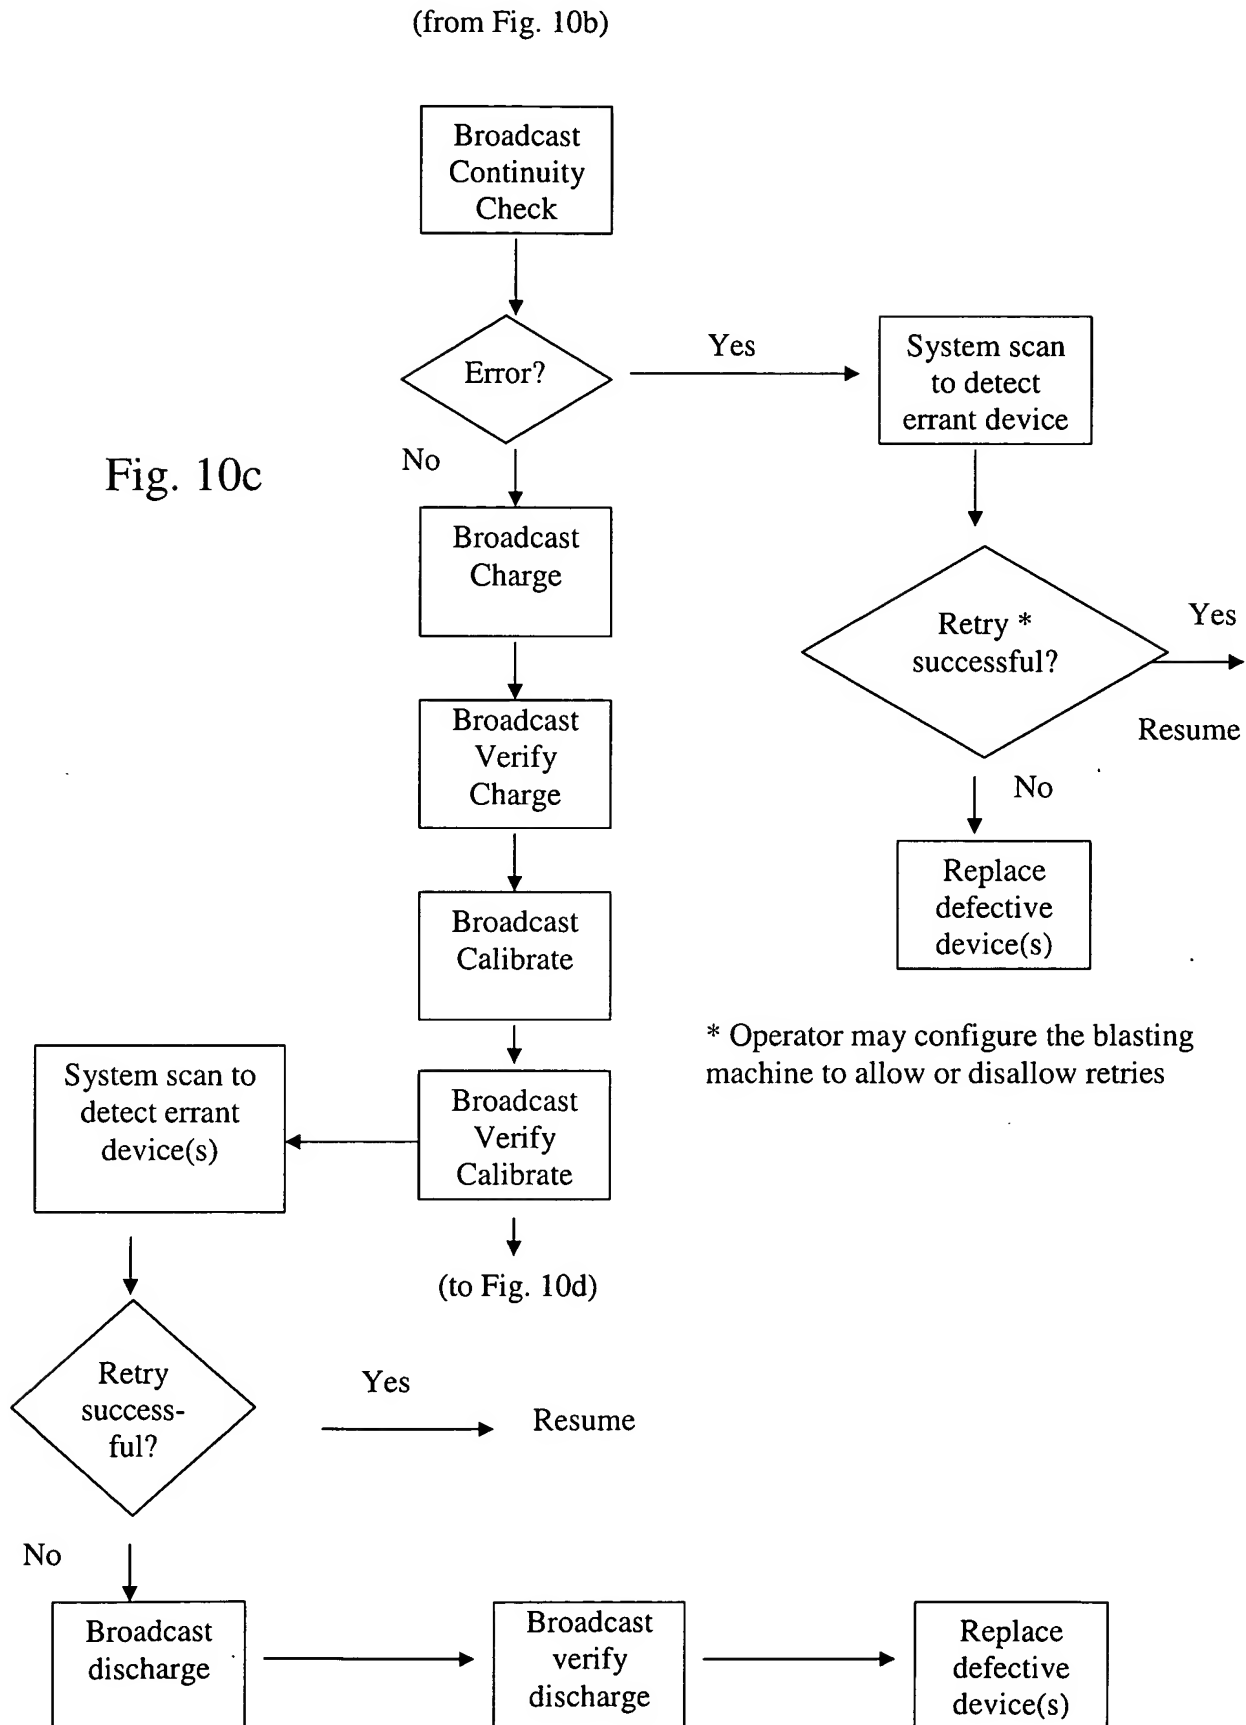 (from Fig. 10b)
Broadcast
Continuity
Check
Error?
Yes
System scan
to detect
errant device
No
Fig. 10c
Broadcast
Charge
Retry *
successful?
Yes
Resume
Broadcast
Verify
Charge
No
Replace
defective
device(s)
Broadcast
Calibrate
* Operator may configure the blasting
machine to allow or disallow retries
System scan to
detect errant
device(s)
Broadcast
Verify
Calibrate
(to Fig. 10d)
Retry
success-
ful?
Yes
Resume
No
Broadcast
discharge
Broadcast
verify
discharge
Replace
defective
device(s)